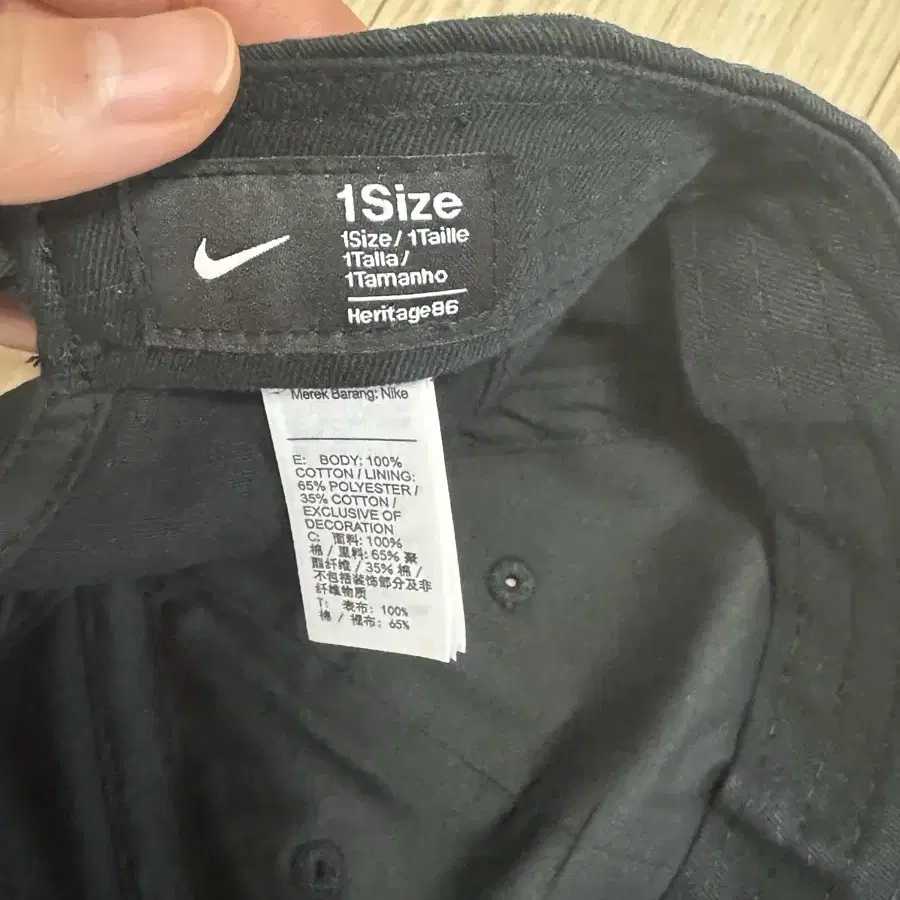 1Size
1Size / 1Taille
1Talla /
1Tamanho
Heritage86
Merek Barang: Nike
E: BODY: 100%
COTTON / LINING:
65% POLYESTER /
35% COTTON /
EXCLUSIVE OF
DECORATION
C: 面料: 100%
棉 / 里料: 65% 聚
酯纤维 / 35% 棉 /
不包括装饰部分及非
纤维物质
T: 表布: 100%
棉 / 裡布: 65%